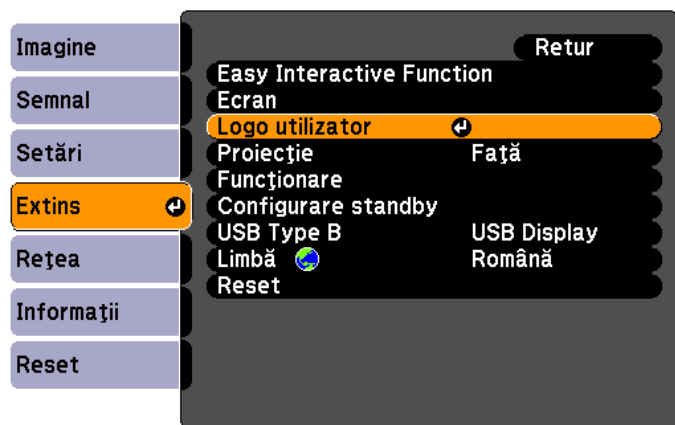 Imagine
Semnal
Setări
Extins
Reţea
Informaţii
Reset
Retur
Easy Interactive Function
Ecran
Logo utilizator
Proiecţie Faţă
Funcţionare
Configurare standby
USB Type B USB Display
Limbă Română
Reset